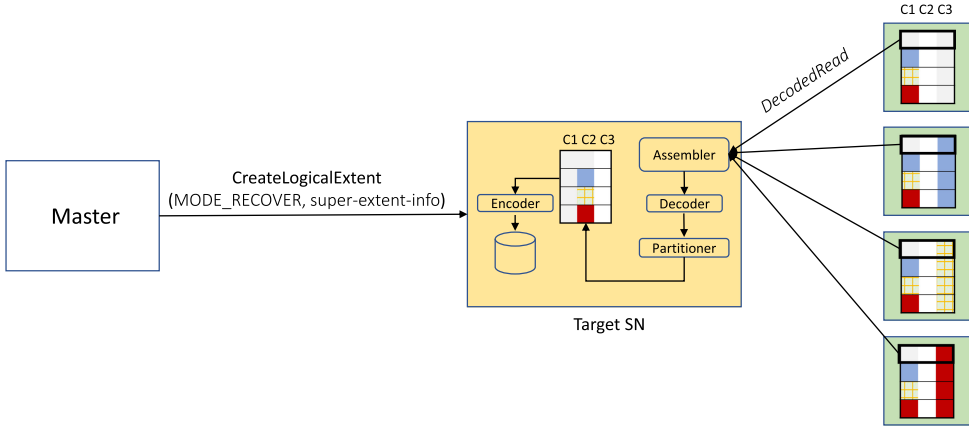 C1 C2 C3
DecodedRead
C1 C2 C3
Assembler
CreateLogicalExtent
(MODE_RECOVER, super-extent-info)
Master
Encoder
Decoder
Partitioner
Target SN